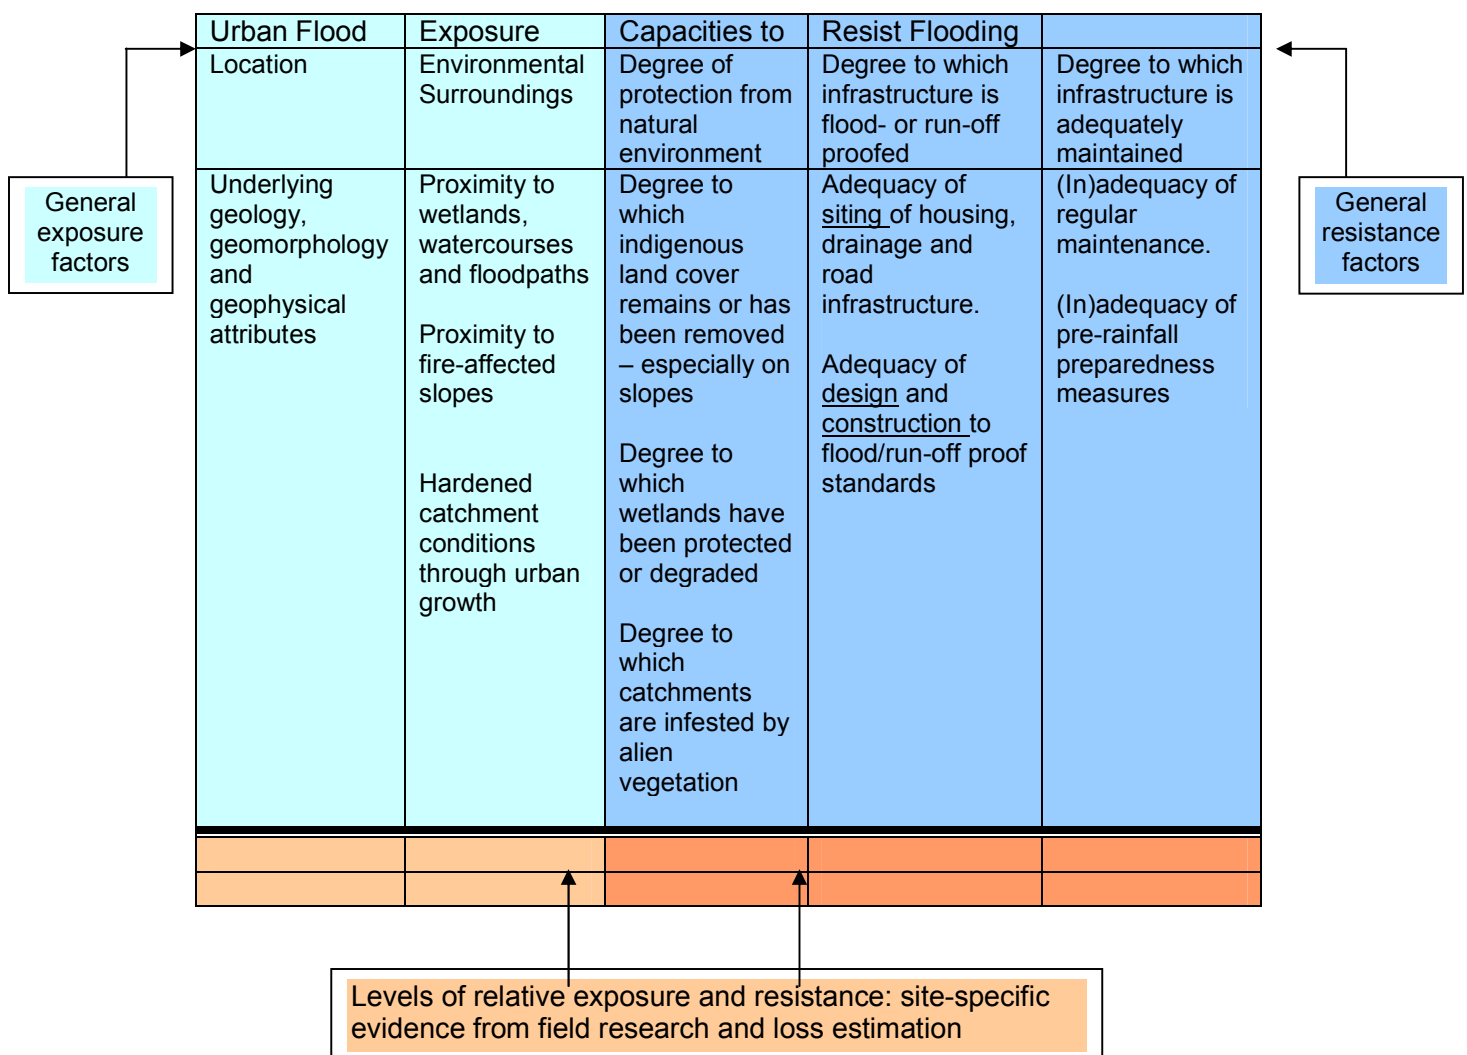 Urban Flood Exposure Capacities to Resist Flooding
Location
Environmental
Surroundings
Degree of
protection from
natural
environment
Degree to which
infrastructure is
flood- or run-off
proofed
Degree to which
infrastructure is
adequately
maintained
General
exposure
factors
Underlying
geology,
geomorphology
and
geophysical
attributes
Proximity to
wetlands,
watercourses
and floodpaths
Proximity to
fire-affected
slopes
Hardened
catchment
conditions
through urban
growth
Degree to
which
indigenous
land cover
remains or has
been removed
– especially on
slopes
Degree to
which
wetlands have
been protected
or degraded
Degree to
which
catchments
are infested by
alien
vegetation
Adequacy of
siting of housing,
drainage and
road
infrastructure.
Adequacy of
design and
construction to
flood/run-off proof
standards
(In)adequacy of
regular
maintenance.
(In)adequacy of
pre-rainfall
preparedness
measures
General
resistance
factors
Levels of relative exposure and resistance: site-specific
evidence from field research and loss estimation